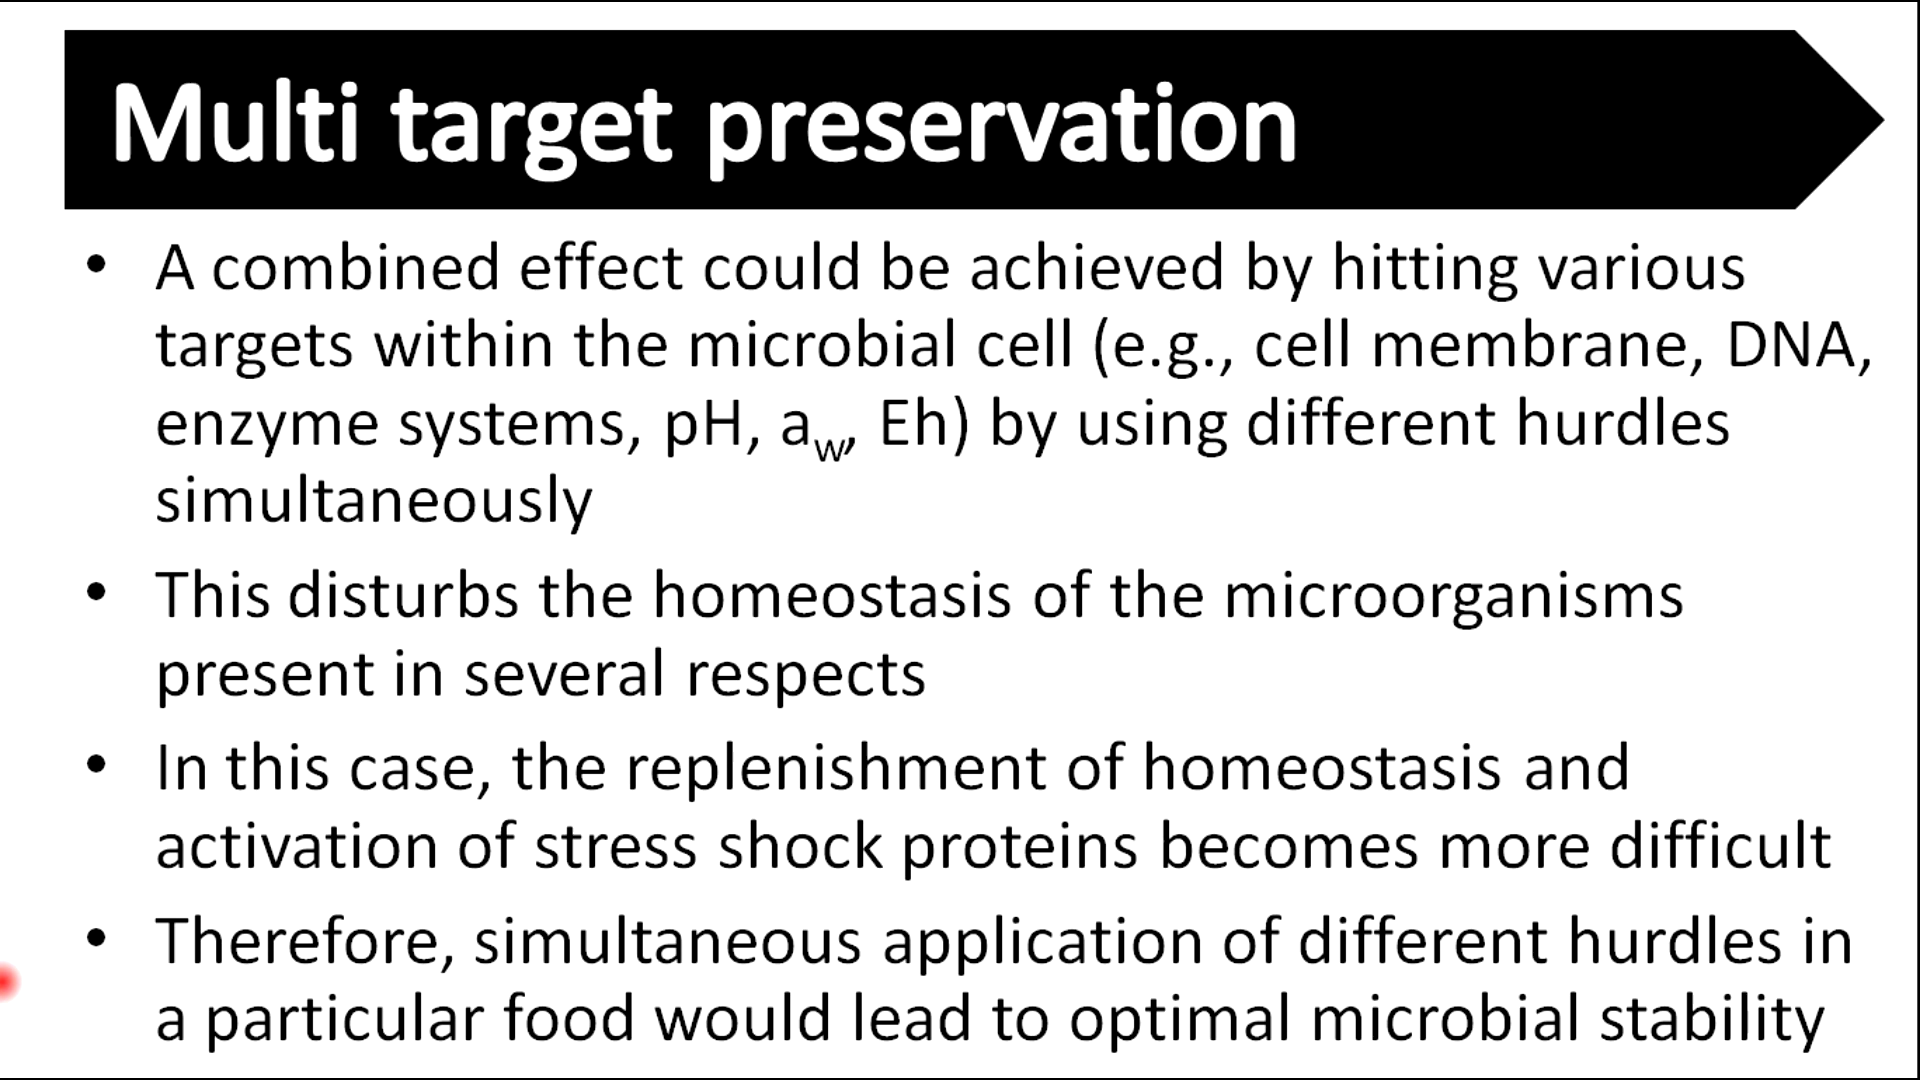 Multi target preservation
• A combined effect could be achieved by hitting various
targets within the microbial cell (e.g., cell membrane, DNA,
enzyme systems, pH, aw, Eh) by using different hurdles
simultaneously
• This disturbs the homeostasis of the microorganisms
present in several respects
• In this case, the replenishment of homeostasis and
activation of stress shock proteins becomes more difficult
• Therefore, simultaneous application of different hurdles in
a particular food would lead to optimal microbial stability